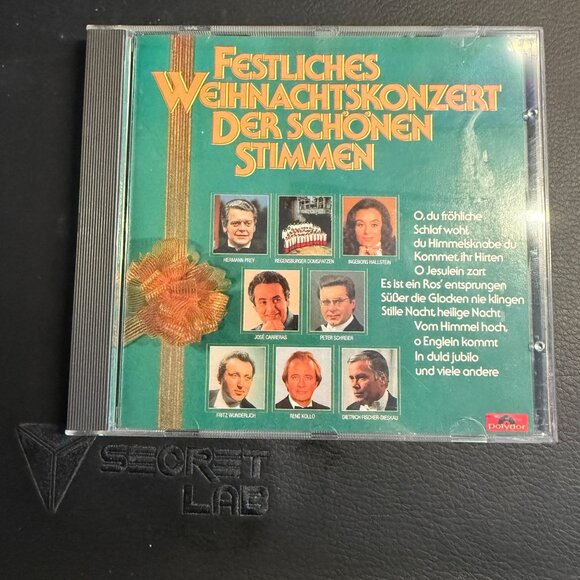 FESTLICHES
WEIHNACHTSKONZERT
DER SCHÖNEN
STIMMEN
HERMANN PREY
REGENSBURGER DOMSPATZEN
INGEBORG HALLSTEIN
JOSÉ CARRERAS
PETER SCHREIER
FRITZ WUNDERLICH
RENÉ KOLLO
DIETRICH FISCHER-DIESKAU
O, du fröhliche
Schlaf wohl,
du Himmelsknabe du
Kommet, ihr Hirten
O Jesulein zart
Es ist ein Ros' entsprungen
Süßer die Glocken nie klingen
Stille Nacht, heilige Nacht
Vom Himmel hoch,
o Englein kommt
In dulci jubilo
und viele andere
polydor
SECRET
LAB